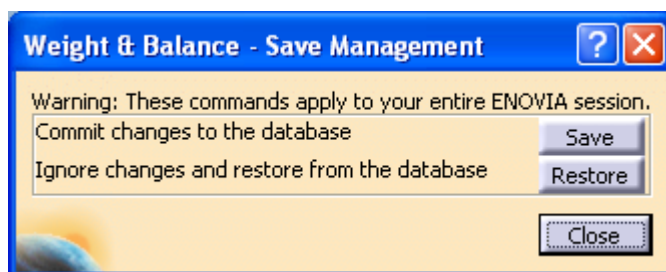 Weight & Balance - Save Management
Warning: These commands apply to your entire ENOVIA session.
Commit changes to the database Save
Ignore changes and restore from the database Restore
Close